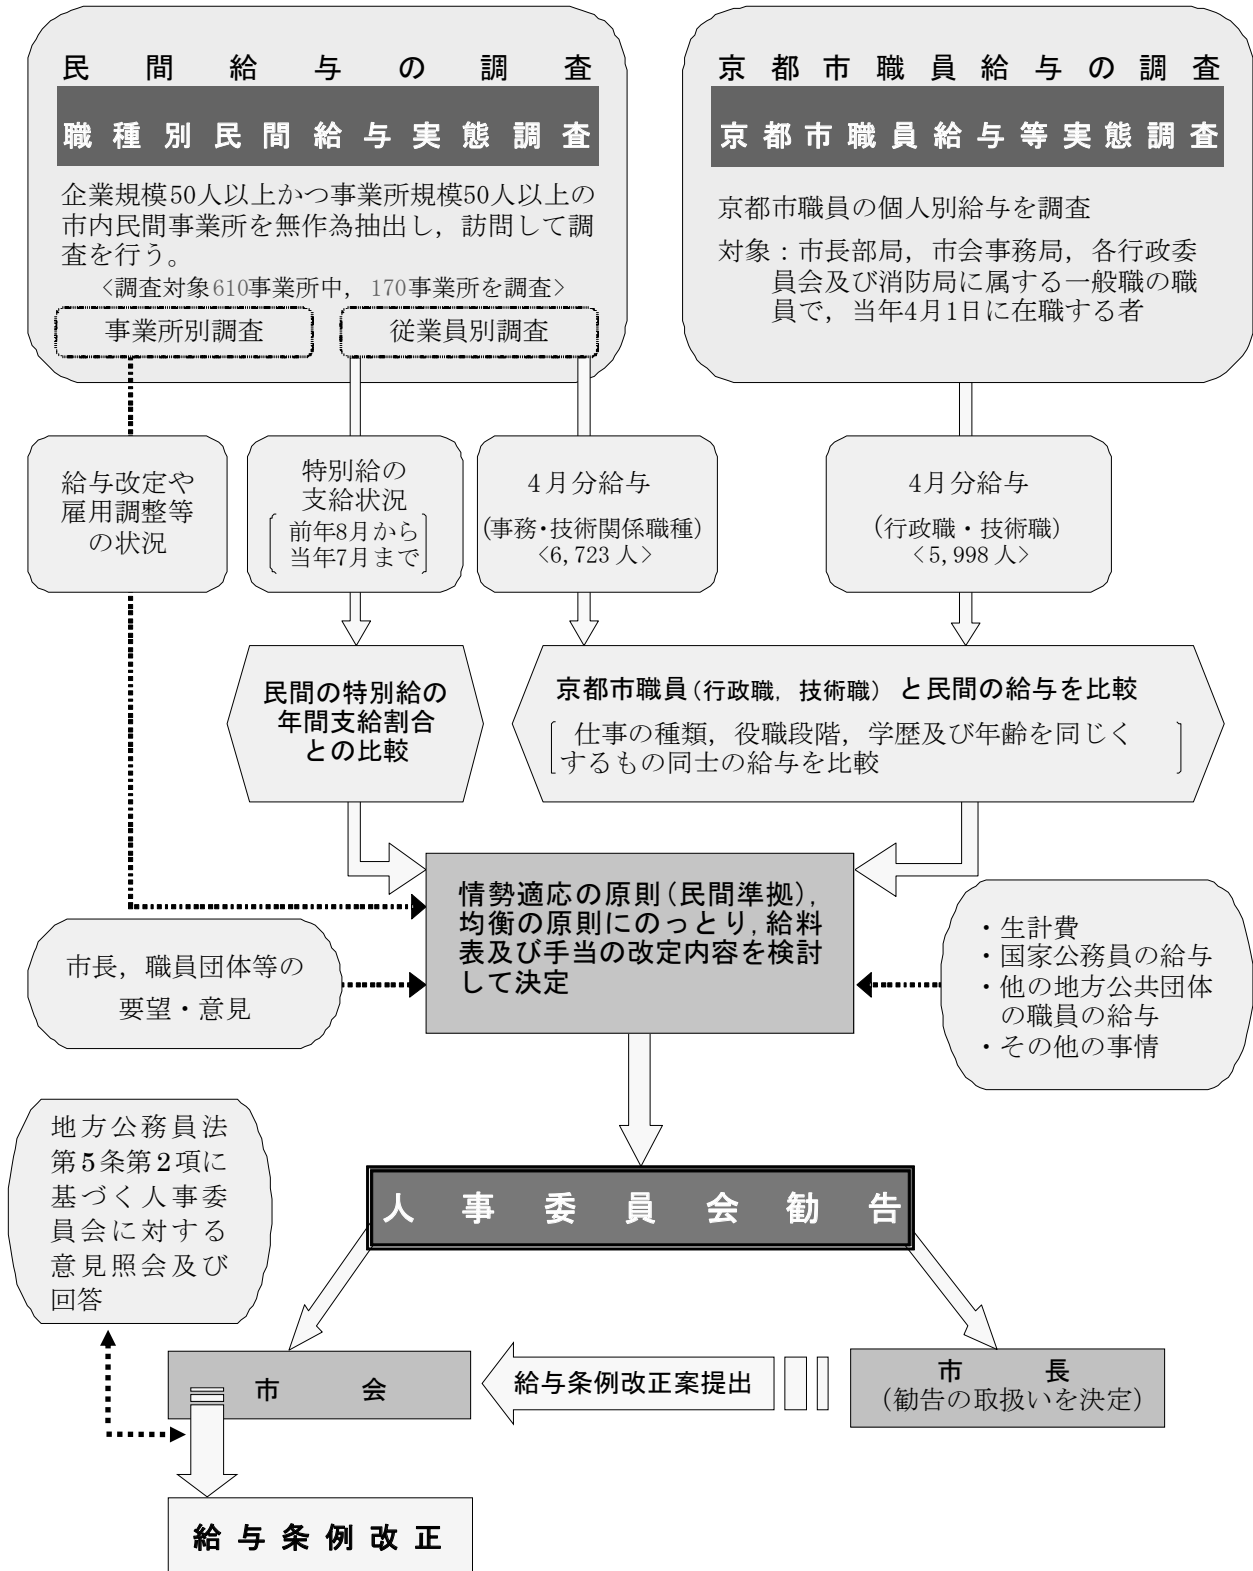 民間給与の調査
職種別民間給与実態調査
企業規模50人以上かつ事業所規模50人以上の
市内民間事業所を無作為抽出し，訪問して調
査を行う。
〈調査対象610事業所中，170事業所を調査〉
事業所別調査
従業員別調査
京都市職員給与の調査
京都市職員給与等実態調査
京都市職員の個人別給与を調査
対象：市長部局，市会事務局，各行政委
員会及び消防局に属する一般職の職
員で，当年4月1日に在職する者
給与改定や
雇用調整等
の状況
特別給の
支給状況
前年8月から
当年7月まで
4月分給与
(事務・技術関係職種)
<6,723人>
4月分給与
(行政職・技術職)
<5,998人>
民間の特別給の
年間支給割合
との比較
京都市職員(行政職，技術職)と民間の給与を比較
仕事の種類，役職段階，学歴及び年齢を同じく
するもの同士の給与を比較
情勢適応の原則(民間準拠)，
均衡の原則にのっとり，給料
表及び手当の改定内容を検討
して決定
市長，職員団体等の
要望・意見
・生計費
・国家公務員の給与
・他の地方公共団体
の職員の給与
・その他の事情
地方公務員法
第5条第2項に
基づく人事委
員会に対する
意見照会及び
回答
人事委員会勧告
市会
給与条例改正案提出
市長
(勧告の取扱いを決定)
給与条例改正